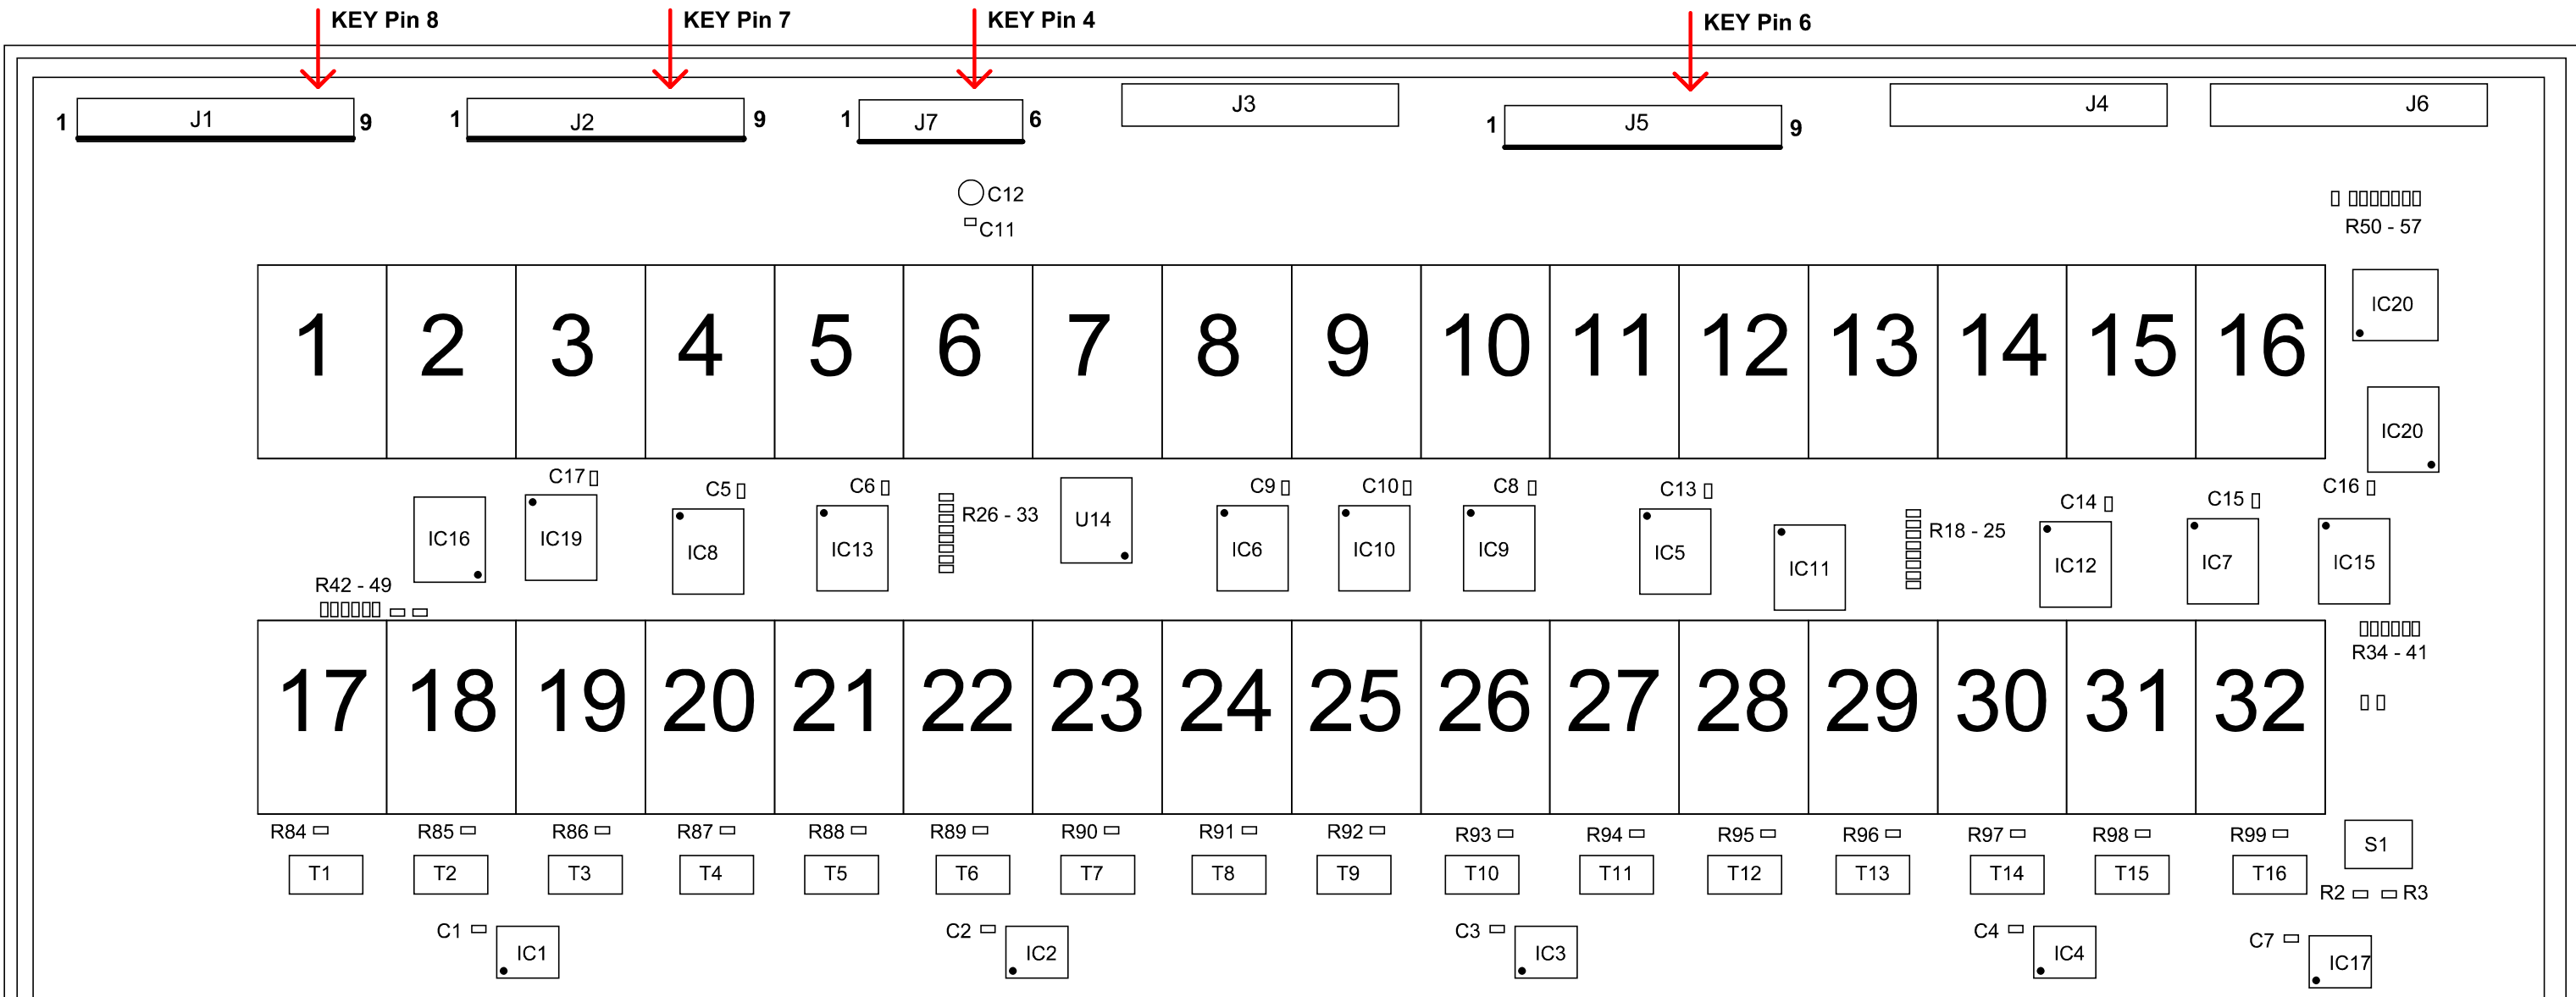 KEY Pin 8 KEY Pin 7 KEY Pin 4 KEY Pin 6
1 J1 9 1 J2 9 1 J7 6 J3 1 J5 9 J4 J6
C12
C11
R50 - 57
1 2 3 4 5 6 7 8 9 10 11 12 13 14 15 16 IC20
IC20
C17 C5 C6 C9 C10 C8 C13 C14 C15 C16
IC16 IC19 IC8 IC13 R26 - 33 U14 IC6 IC10 IC9 IC5 IC11 R18 - 25 IC12 IC7 IC15
R42 - 49
R34 - 41
17 18 19 20 21 22 23 24 25 26 27 28 29 30 31 32
R84 R85 R86 R87 R88 R89 R90 R91 R92 R93 R94 R95 R96 R97 R98 R99 S1
T1 T2 T3 T4 T5 T6 T7 T8 T9 T10 T11 T12 T13 T14 T15 T16
R2 R3
C1 C2 C3 C4 C7
IC1 IC2 IC3 IC4 IC17